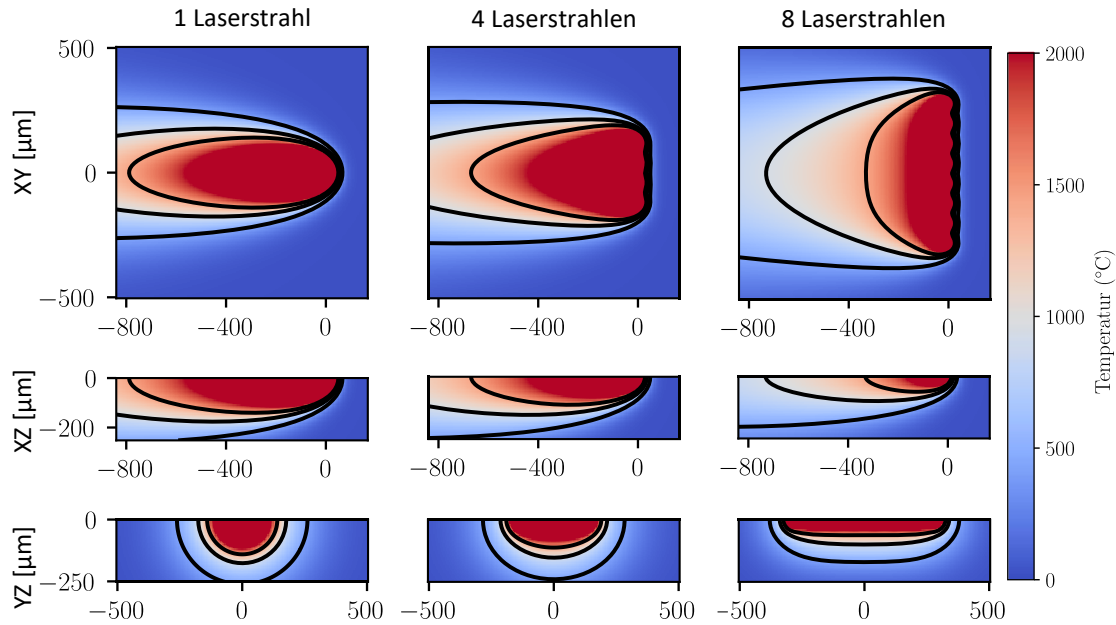 1 Laserstrahl
4 Laserstrahlen
8 Laserstrahlen
XY [µm]
500
0
−500
−800 −400 0
−800 −400 0
−800 −400 0
XZ [µm]
0
−200
−800 −400 0
−800 −400 0
−800 −400 0
YZ [µm]
0
−250
−500 0 500
−500 0 500
−500 0 500
2000
1500
1000
500
0
Temperatur (°C)